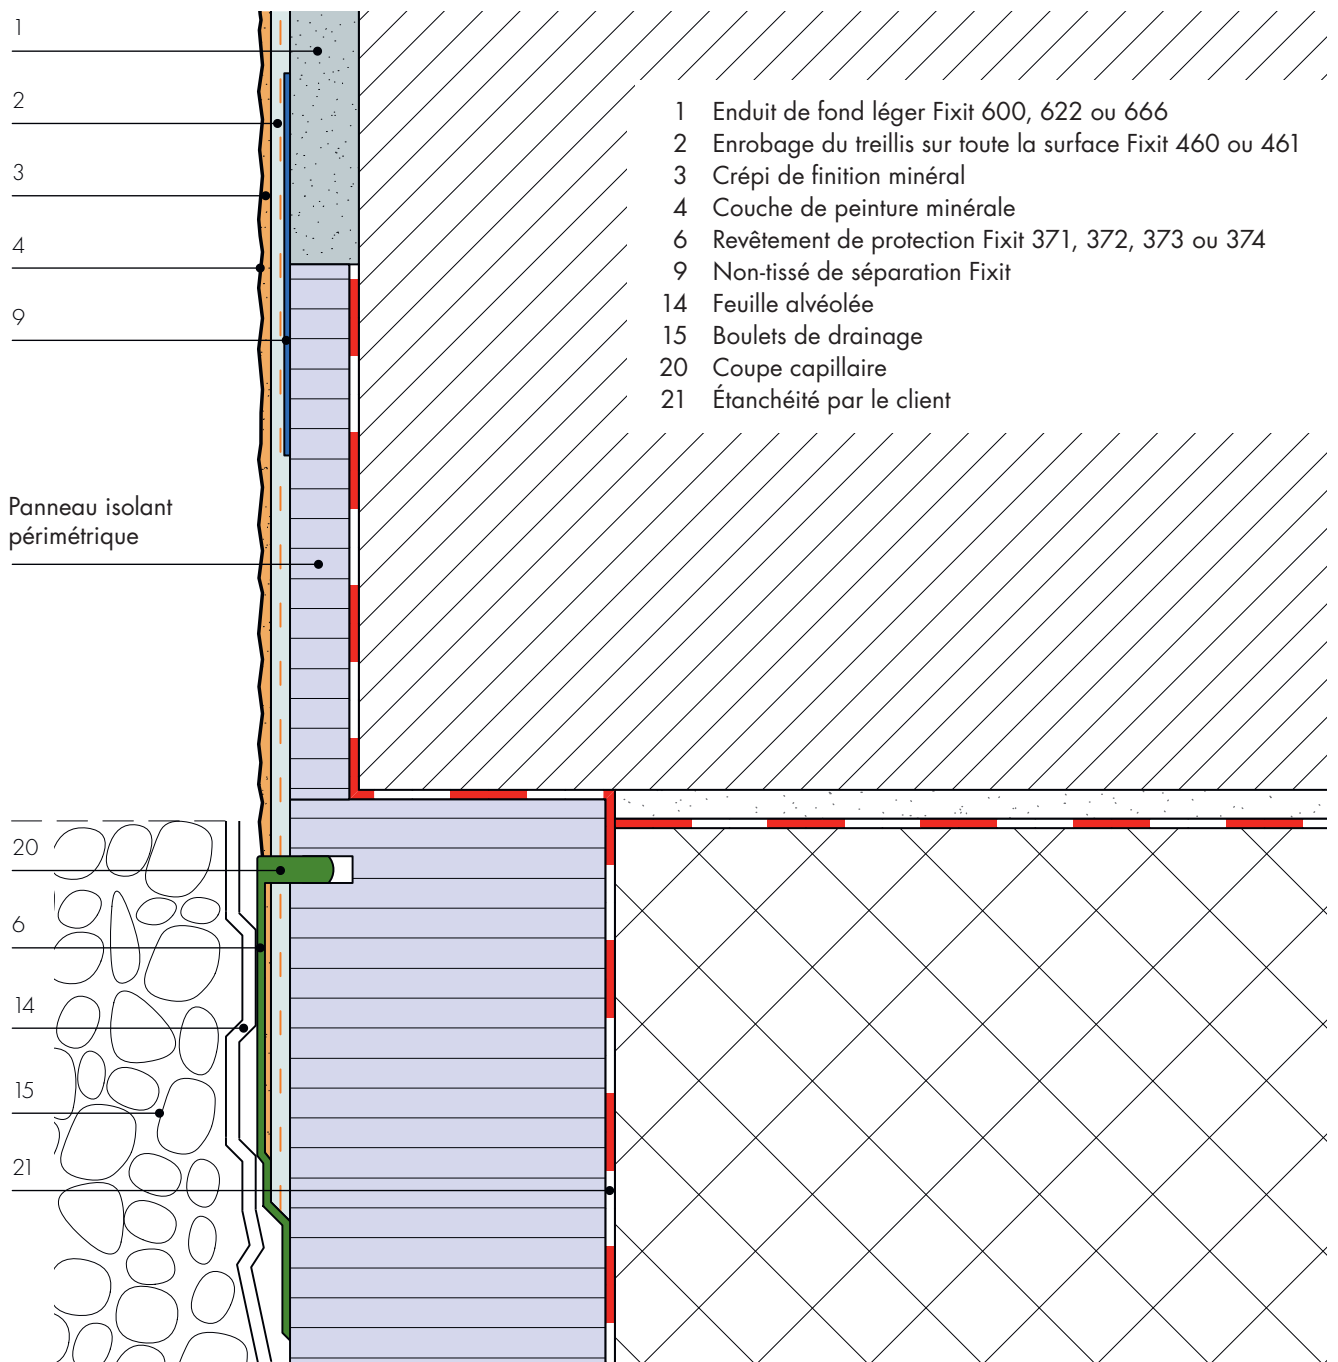 1
2
3
4
9
Panneau isolant
périmétrique
20
6
14
15
21
1 Enduit de fond léger Fixit 600, 622 ou 666
2 Enrobage du treillis sur toute la surface Fixit 460 ou 461
3 Crépi de finition minéral
4 Couche de peinture minérale
6 Revêtement de protection Fixit 371, 372, 373 ou 374
9 Non-tissé de séparation Fixit
14 Feuille alvéolée
15 Boulets de drainage
20 Coupe capillaire
21 Étanchéité par le client